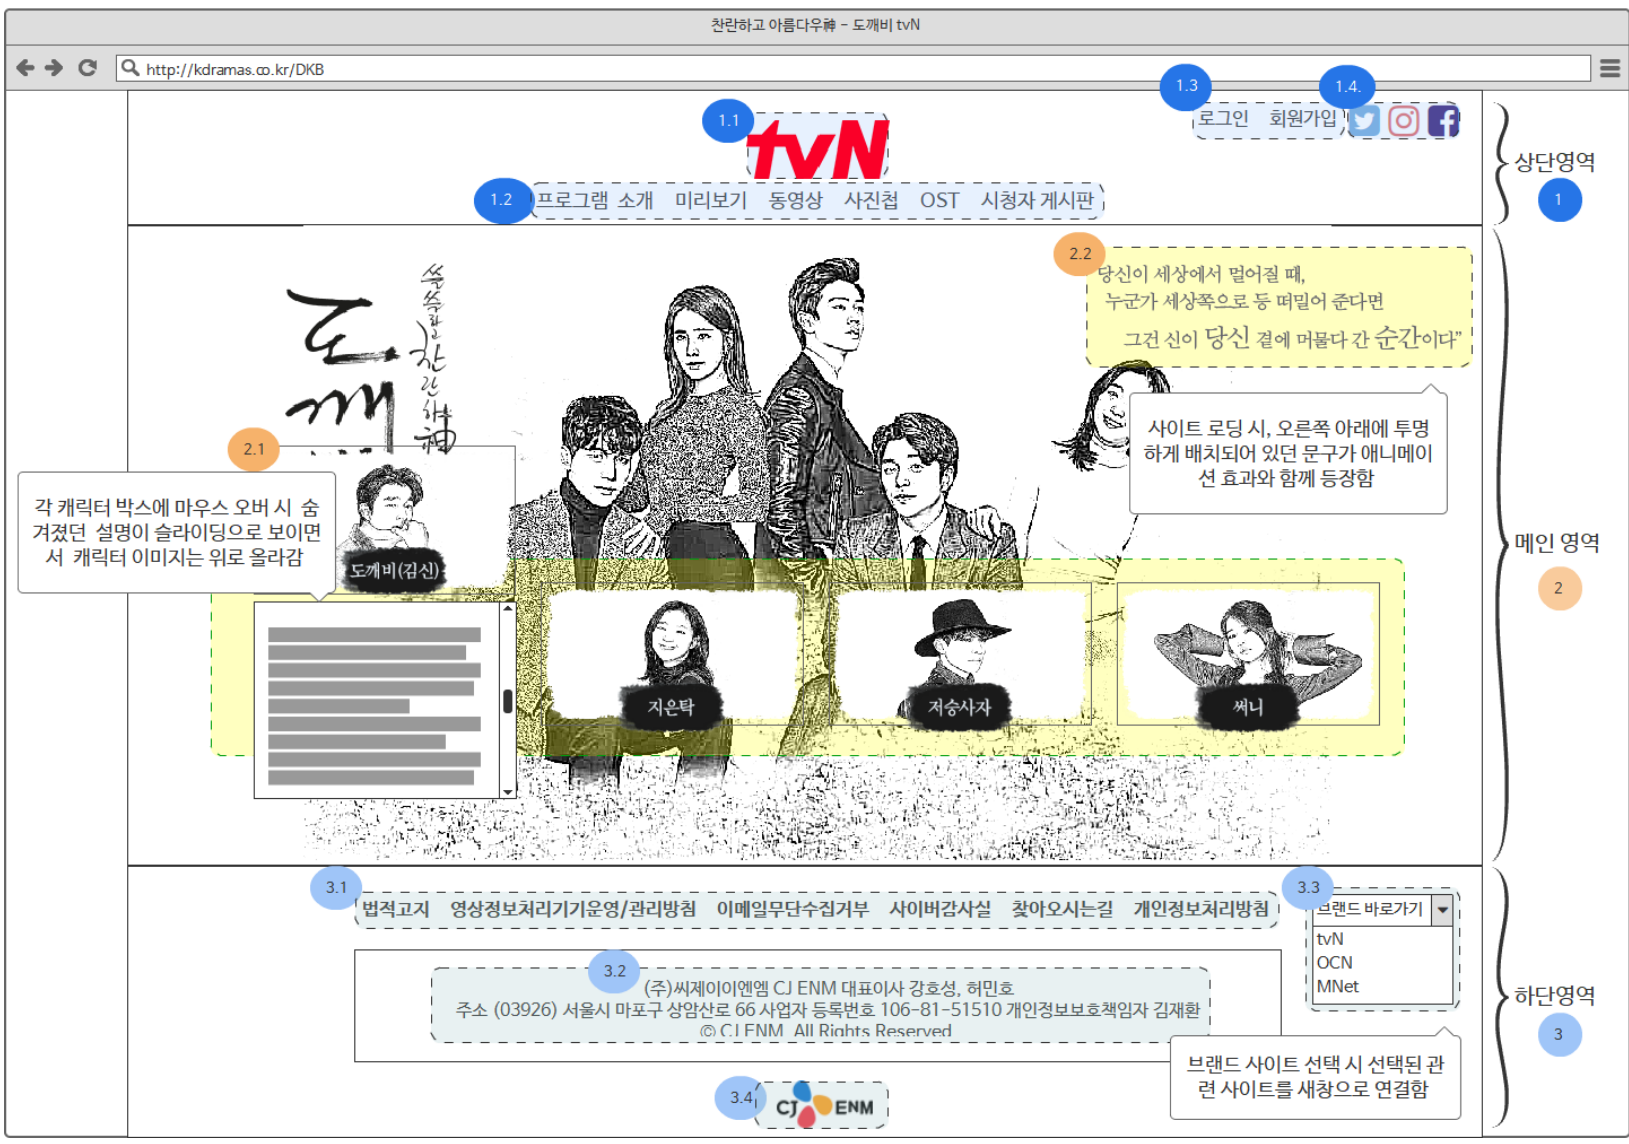 찬란하고 아름다우神 - 도깨비 tvN
http://kdramas.co.kr/DKB
1.1
tvN
1.3
로그인 회원가입
1.4.
상단영역
1
1.2
프로그램 소개 미리보기 동영상 사진첩 OST 시청자 게시판
쓸쓸하고 찬란하神
도깨
2.2
당신이 세상에서 멀어질 때,
누군가 세상쪽으로 등 떠밀어 준다면
그건 신이 당신 곁에 머물다 간 순간이다”
사이트 로딩 시, 오른쪽 아래에 투명
하게 배치되어 있던 문구가 애니메이
션 효과와 함께 등장함
2.1
각 캐릭터 박스에 마우스 오버 시 숨
겨졌던 설명이 슬라이딩으로 보이면
서 캐릭터 이미지는 위로 올라감
도깨비(김신)
지은탁
저승사자
써니
메인 영역
2
3.1
법적고지 영상정보처리기기운영/관리방침 이메일무단수집거부 사이버감사실 찾아오시는길 개인정보처리방침
3.3
브랜드 바로가기
tvN
OCN
MNet
3.2
(주)씨제이이엔엠 CJ ENM 대표이사 강호성, 허민호
주소 (03926) 서울시 마포구 상암산로 66 사업자 등록번호 106-81-51510 개인정보보호책임자 김재환
© CJ ENM. All Rights Reserved
브랜드 사이트 선택 시 선택된 관
련 사이트를 새창으로 연결함
하단영역
3
3.4
CJ ENM